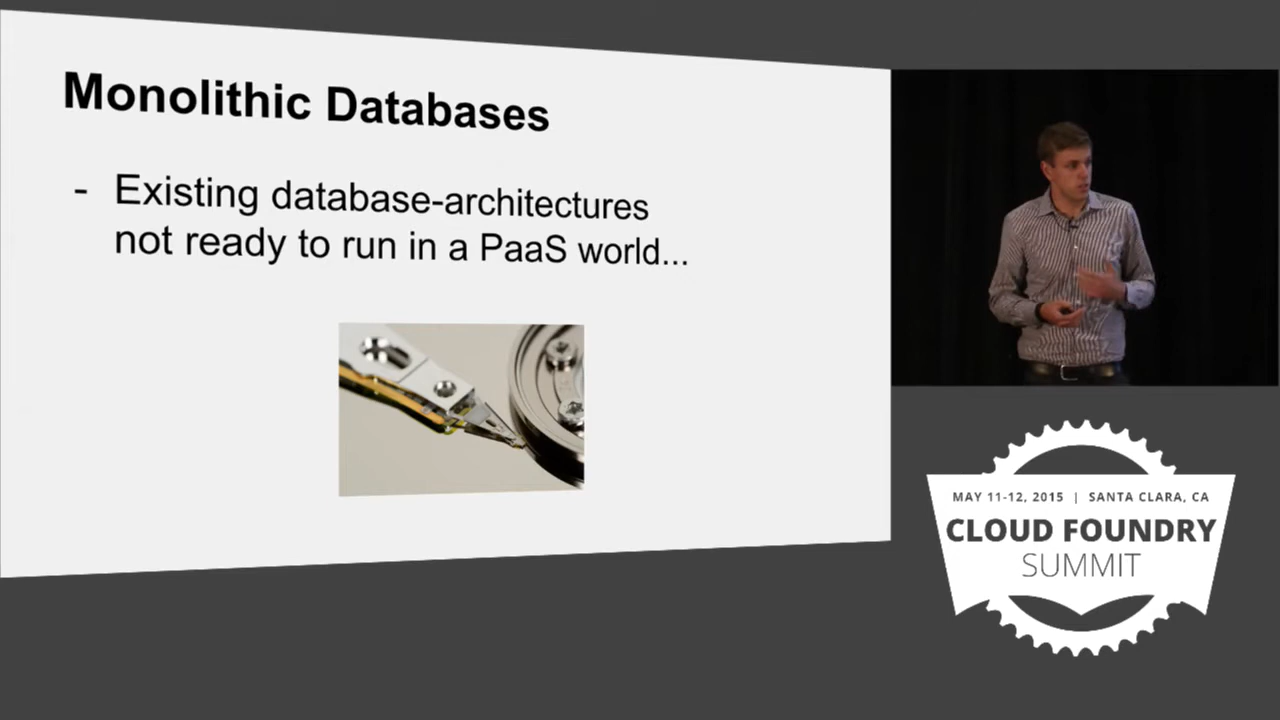 Monolithic Databases
- Existing database-architectures
not ready to run in a PaaS world...
MAY 11-12, 2015 | SANTA CLARA, CA
CLOUD FOUNDRY
SUMMIT